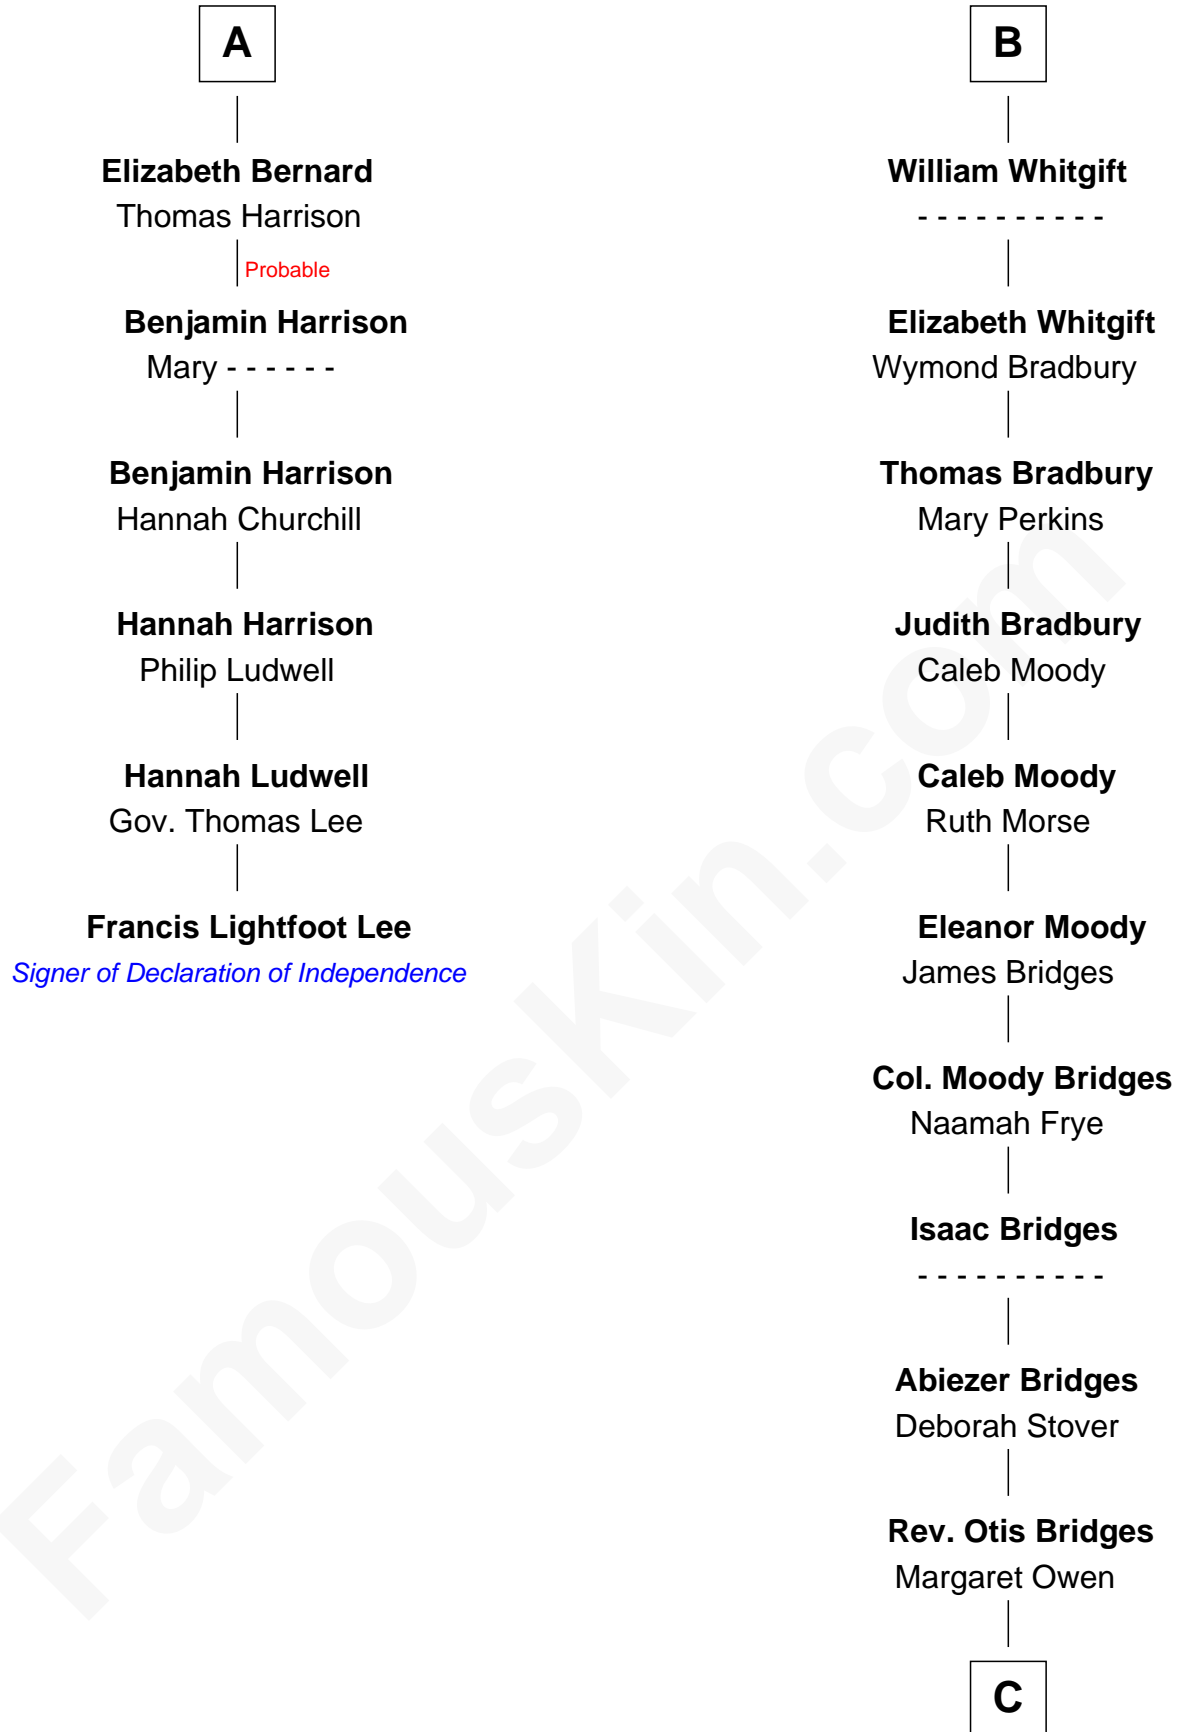 A
Elizabeth Bernard
Thomas Harrison
Probable
Benjamin Harrison
Mary - - - - - -
Benjamin Harrison
Hannah Churchill
Hannah Harrison
Philip Ludwell
Hannah Ludwell
Gov. Thomas Lee
Francis Lightfoot Lee
Signer of Declaration of Independence
B
William Whitgift
- - - - - - - - - -
Elizabeth Whitgift
Wymond Bradbury
Thomas Bradbury
Mary Perkins
Judith Bradbury
Caleb Moody
Caleb Moody
Ruth Morse
Eleanor Moody
James Bridges
Col. Moody Bridges
Naamah Frye
Isaac Bridges
- - - - - - - - - -
Abiezer Bridges
Deborah Stover
Rev. Otis Bridges
Margaret Owen
C
FamousKin.com